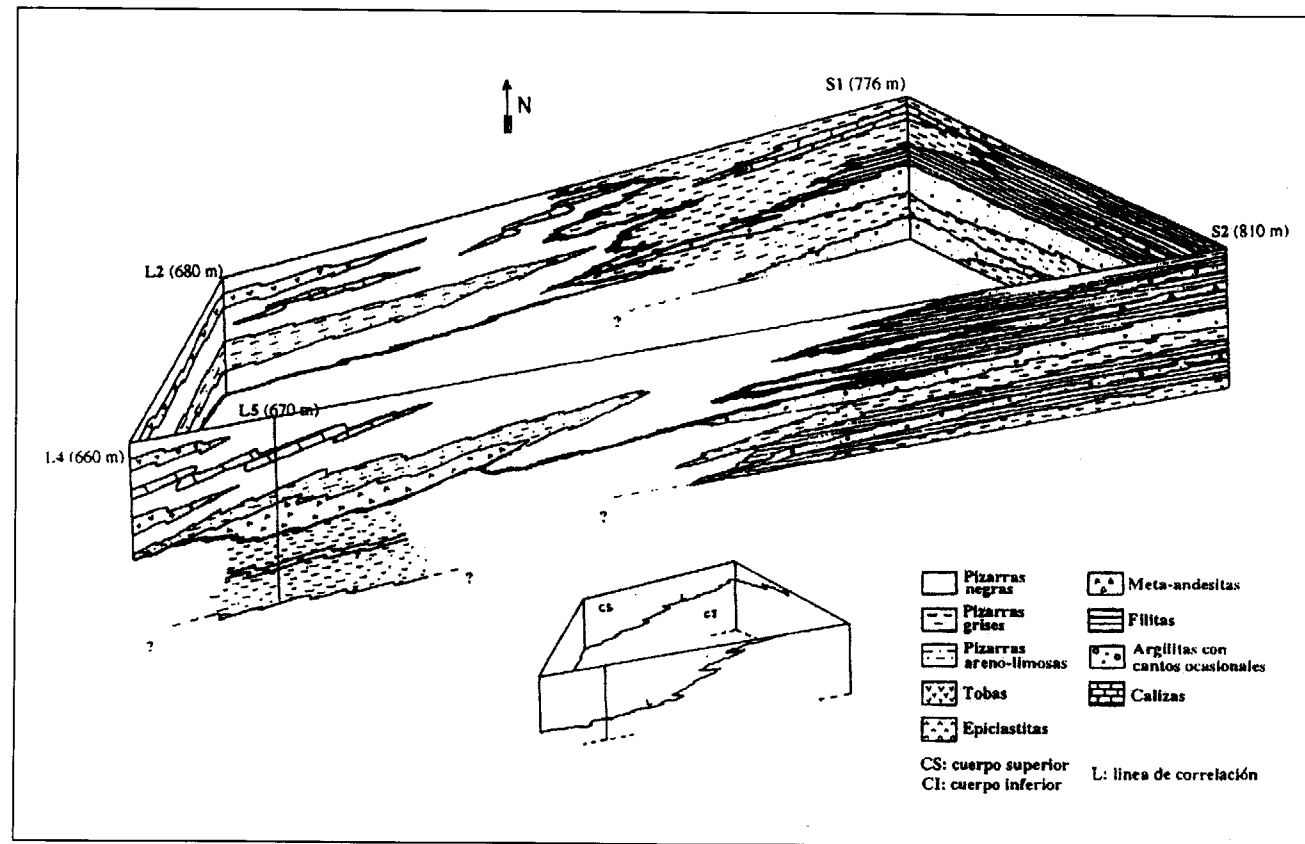 N
S1 (776 m)
S2 (810 m)
L2 (680 m)
L5 (670 m)
L4 (660 m)
?
?
?
?
CS
CI
L
L
Pizarras negras
Pizarras grises
Pizarras areno-limosas
Tobas
Epiclastitas
Meta-andesitas
Filitas
Argilitas con cantos ocasionales
Calizas
CS: cuerpo superior
CI: cuerpo inferior
L: linea de correlación